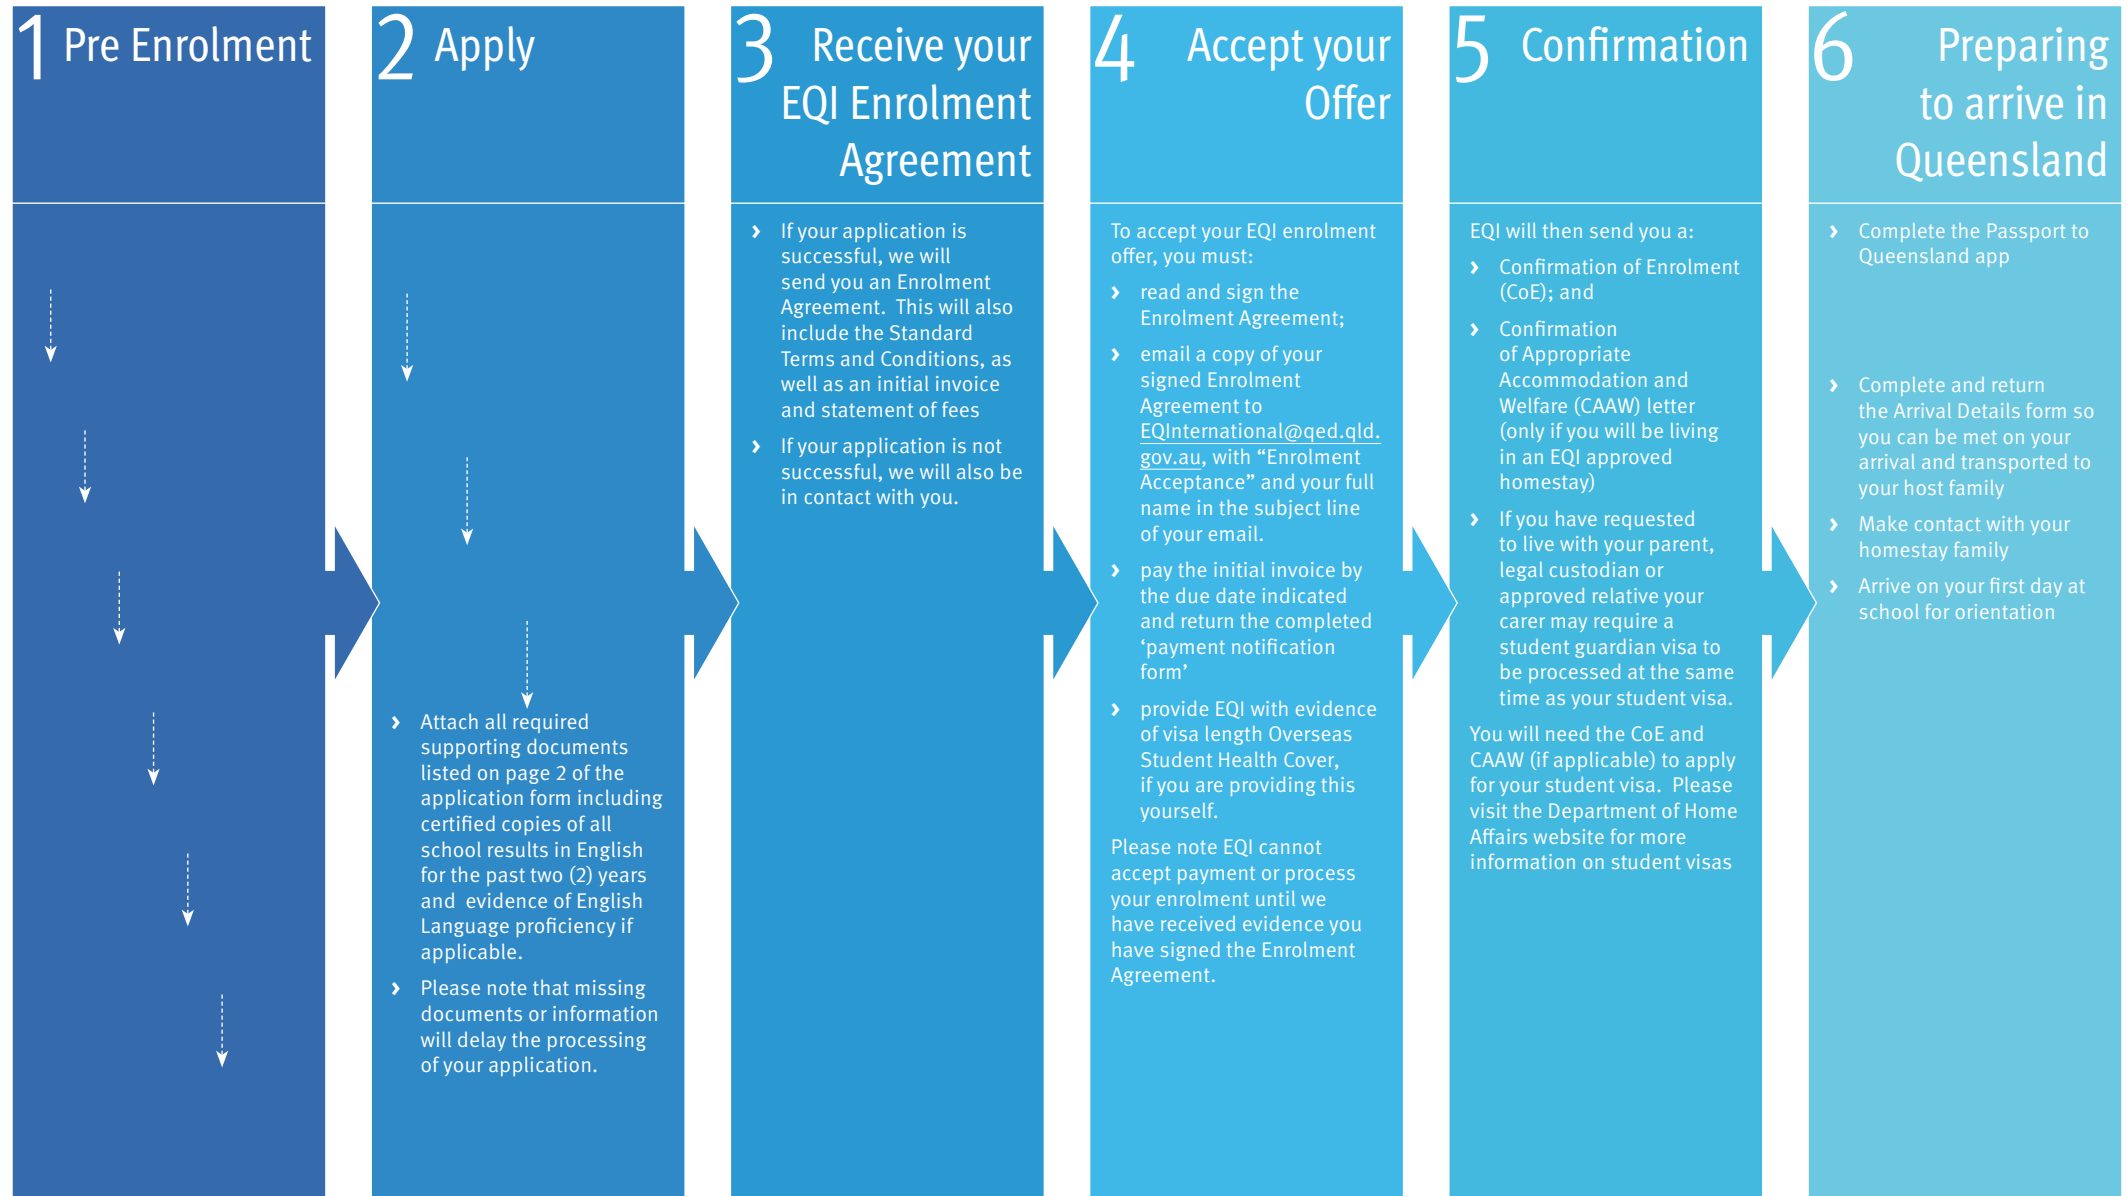 1 Pre Enrolment
2 Apply
› Attach all required
supporting documents
listed on page 2 of the
application form including
certified copies of all
school results in English
for the past two (2) years
and  evidence of English
Language proficiency if
applicable.
› Please note that missing
documents or information
will delay the processing
of your application.
3 Receive your
EQI Enrolment
Agreement
› If your application is
successful, we will
send you an Enrolment
Agreement.  This will also
include the Standard
Terms and Conditions, as
well as an initial invoice
and statement of fees
› If your application is not
successful, we will also be
in contact with you.
4 Accept your
Offer
To accept your EQI enrolment
offer, you must:
› read and sign the
Enrolment Agreement;
› email a copy of your
signed Enrolment
Agreement to
EQInternational@qed.qld.
gov.au, with “Enrolment
Acceptance” and your full
name in the subject line
of your email.
› pay the initial invoice by
the due date indicated
and return the completed
‘payment notification
form’
› provide EQI with evidence
of visa length Overseas
Student Health Cover,
if you are providing this
yourself.
Please note EQI cannot
accept payment or process
your enrolment until we
have received evidence you
have signed the Enrolment
Agreement.
5 Confirmation
EQI will then send you a:
› Confirmation of Enrolment
(CoE); and
› Confirmation
of Appropriate
Accommodation and
Welfare (CAAW) letter
(only if you will be living
in an EQI approved
homestay)
› If you have requested
to live with your parent,
legal custodian or
approved relative your
carer may require a
student guardian visa to
be processed at the same
time as your student visa.
You will need the CoE and
CAAW (if applicable) to apply
for your student visa.  Please
visit the Department of Home
Affairs website for more
information on student visas
6 Preparing
to arrive in
Queensland
› Complete the Passport to
Queensland app
› Complete and return
the Arrival Details form so
you can be met on your
arrival and transported to
your host family
› Make contact with your
homestay family
› Arrive on your first day at
school for orientation